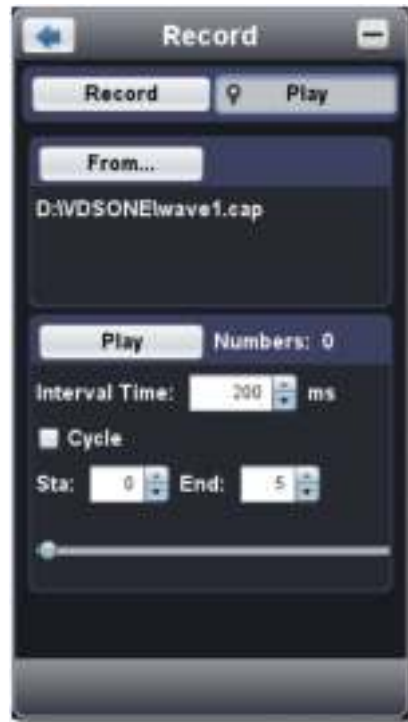 Record
Record Play
From...
D:\VDSONE\wave1.cap
Play Numbers: 0
Interval Time: 200 ms
Cycle
Sta: 0 End: 5